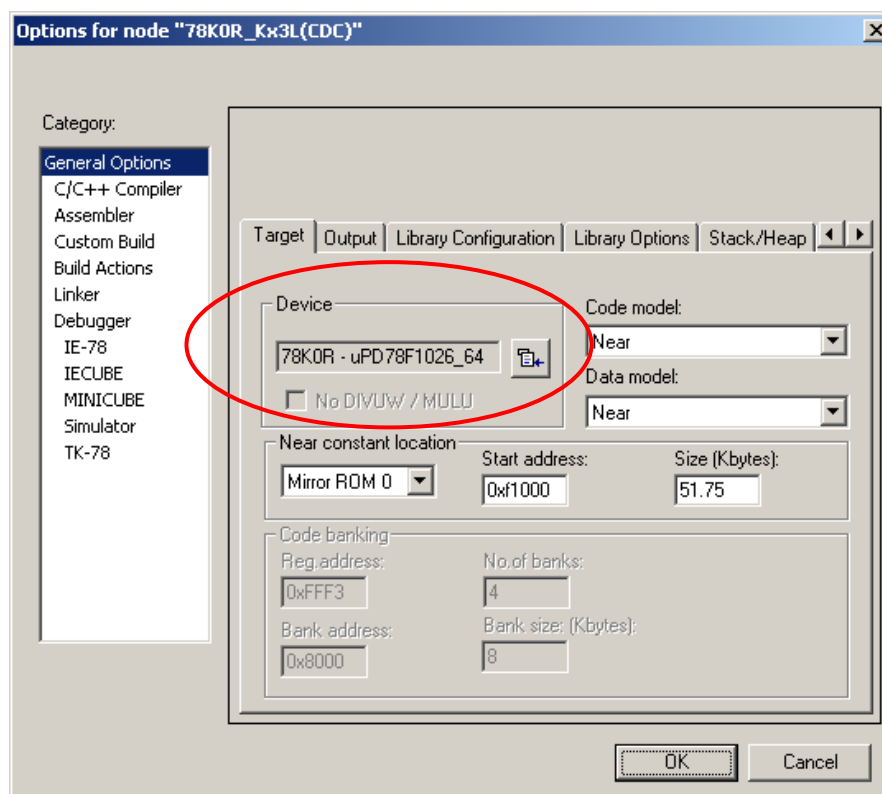 Options for node "78K0R_Kx3L(CDC)"
Category:
General Options
C/C++ Compiler
Assembler
Custom Build
Build Actions
Linker
Debugger
IE-78
IECUBE
MINICUBE
Simulator
TK-78
Target Output Library Configuration Library Options Stack/Heap
Device
78K0R - uPD78F1026_64
No DIVUW / MULU
Code model:
Near
Data model:
Near
Near constant location
Mirror ROM 0
Start address:
0xf1000
Size (Kbytes):
51.75
Code banking
Reg.address:
0xFFF3
No.of banks:
4
Bank address:
0x8000
Bank size: (Kbytes):
8
OK Cancel